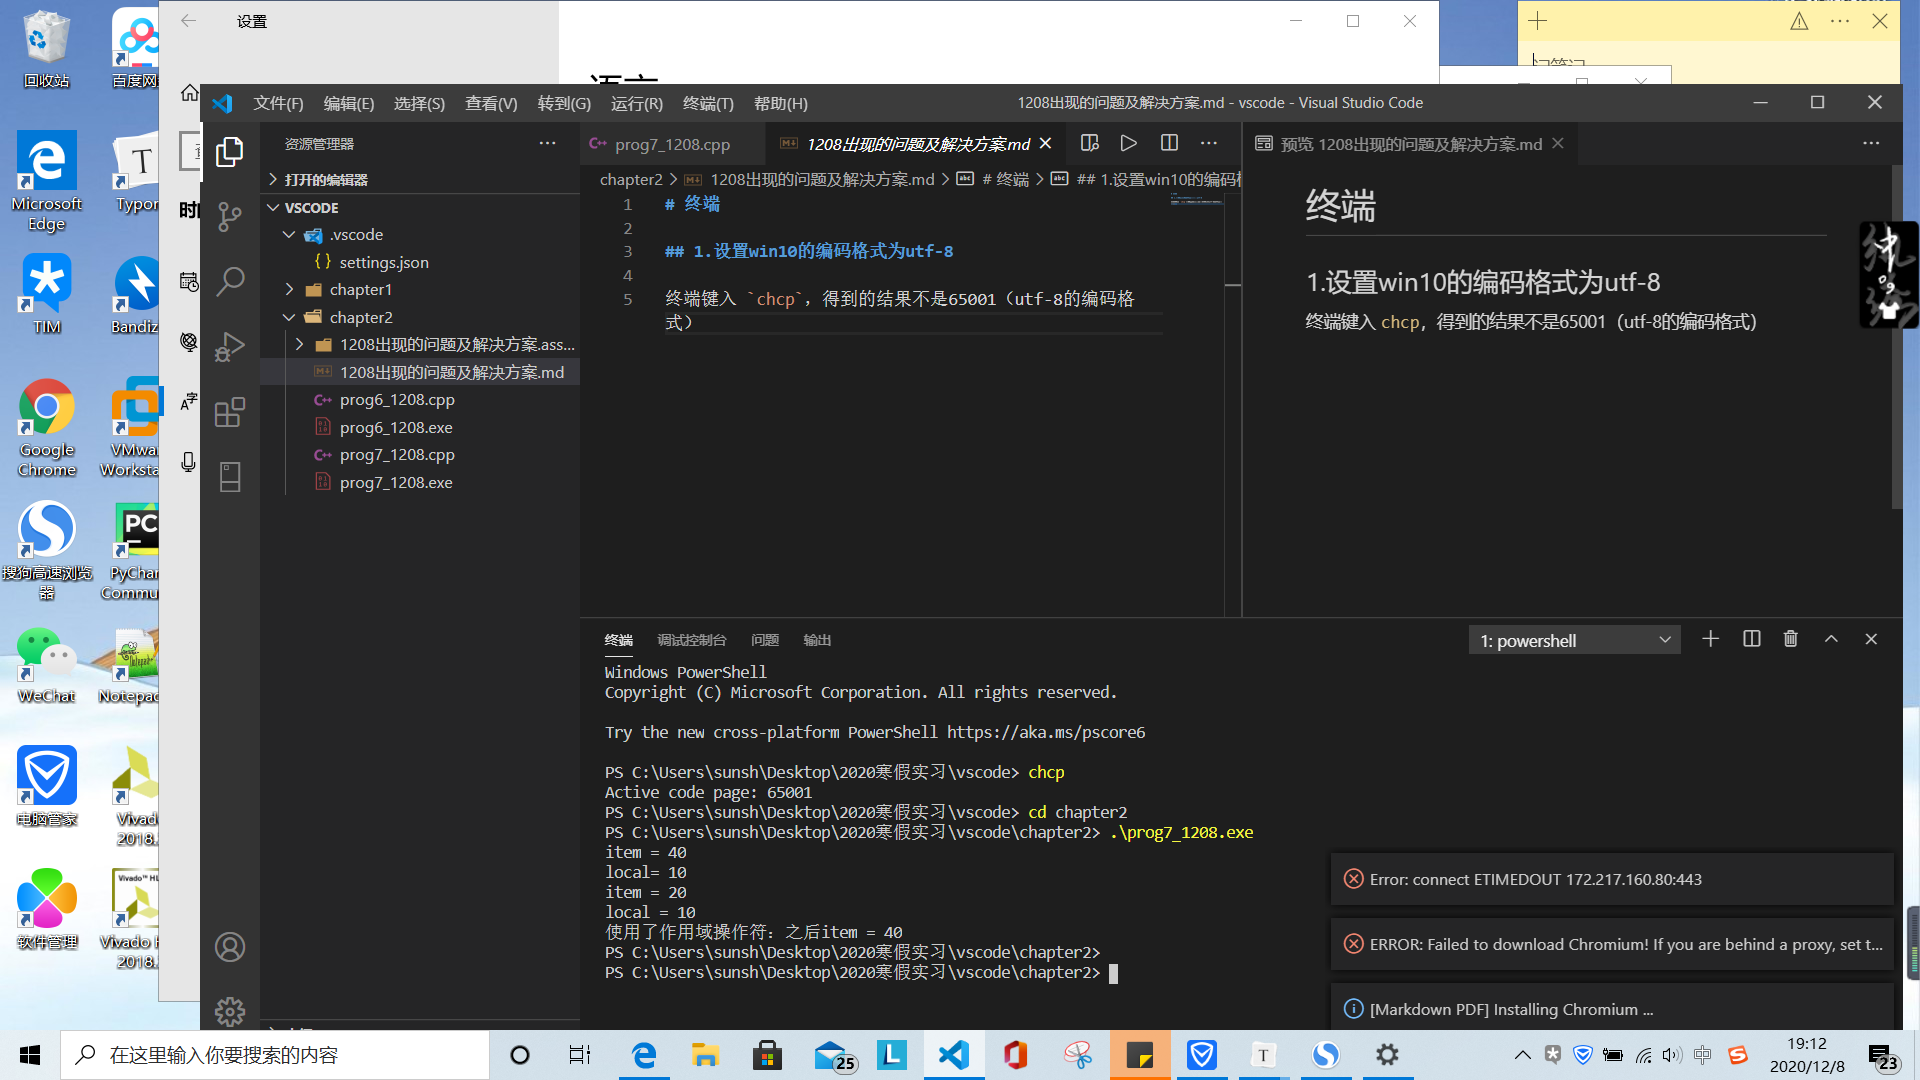 回收站
百度网
Microsoft
Edge
Typor
TIM
Bandiz
Google
Chrome
VMwar
Worksta
搜狗高速浏览
器
PyChar
Commu
WeChat
Notepad
电脑管家
Vivado
2018.
软件管理
Vivado H
2018.
设置
语言
时间
文件(F) 编辑(E) 选择(S) 查看(V) 转到(G) 运行(R) 终端(T) 帮助(H)
1208出现的问题及解决方案.md - vscode - Visual Studio Code
资源管理器
打开的编辑器
VSCODE
.vscode
settings.json
chapter1
chapter2
1208出现的问题及解决方案.ass...
1208出现的问题及解决方案.md
prog6_1208.cpp
prog6_1208.exe
prog7_1208.cpp
prog7_1208.exe
prog7_1208.cpp
1208出现的问题及解决方案.md
chapter2 > 1208出现的问题及解决方案.md > # 终端 > ## 1.设置win10的编码
1 # 终端
2
3 ## 1.设置win10的编码格式为utf-8
4
5 终端键入 `chcp`，得到的结果不是65001（utf-8的编码格
式）
预览 1208出现的问题及解决方案.md
终端
1.设置win10的编码格式为utf-8
终端键入 chcp，得到的结果不是65001（utf-8的编码格式）
终端 调试控制台 问题 输出
1: powershell
Windows PowerShell
Copyright (C) Microsoft Corporation. All rights reserved.
Try the new cross-platform PowerShell https://aka.ms/pscore6
PS C:\Users\sunsh\Desktop\2020寒假实习\vscode> chcp
Active code page: 65001
PS C:\Users\sunsh\Desktop\2020寒假实习\vscode> cd chapter2
PS C:\Users\sunsh\Desktop\2020寒假实习\vscode\chapter2> .\prog7_1208.exe
item = 40
local= 10
item = 20
local = 10
使用了作用域操作符：之后item = 40
PS C:\Users\sunsh\Desktop\2020寒假实习\vscode\chapter2>
PS C:\Users\sunsh\Desktop\2020寒假实习\vscode\chapter2>
Error: connect ETIMEDOUT 172.217.160.80:443
ERROR: Failed to download Chromium! If you are behind a proxy, set t...
[Markdown PDF] Installing Chromium ...
在这里输入你要搜索的内容
25
中
19:12
2020/12/8
23